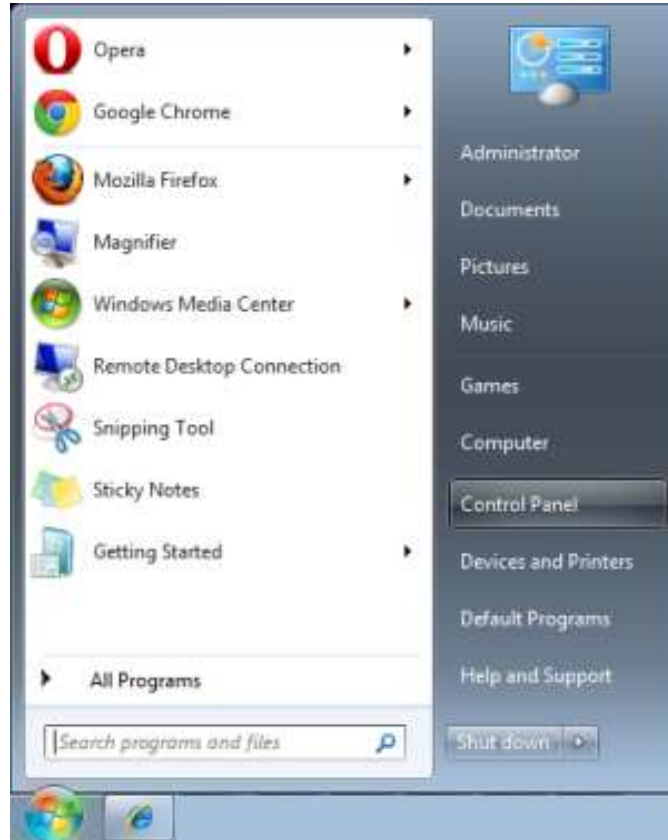 Opera
Google Chrome
Mozilla Firefox
Magnifier
Windows Media Center
Remote Desktop Connection
Snipping Tool
Sticky Notes
Getting Started
All Programs
Search programs and files
Administrator
Documents
Pictures
Music
Games
Computer
Control Panel
Devices and Printers
Default Programs
Help and Support
Shut down